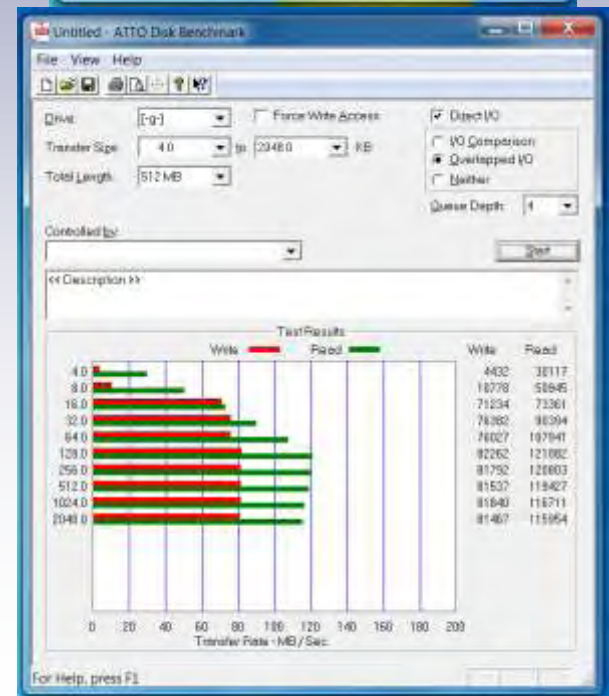 Untitled - ATTO Disk Benchmark
File View Help
Drive: [-g-] Force Write Access Direct I/O
Transfer Size: 4.0 to 2048.0 KB I/O Comparison
Overlapped I/O
Total Length: 512 MB Neither
Queue Depth: 4
Controlled by:
Start
<< Description >>
Test Results
Write Read Write Read
4.0 4432 30117
8.0 10778 50945
16.0 71234 73361
32.0 76382 90394
64.0 76027 107941
128.0 82262 121082
256.0 81792 120803
512.0 81537 119427
1024.0 81840 116711
2048.0 81467 115954
0 20 40 60 80 100 120 140 160 180 200
Transfer Rate - MB / Sec
For Help, press F1